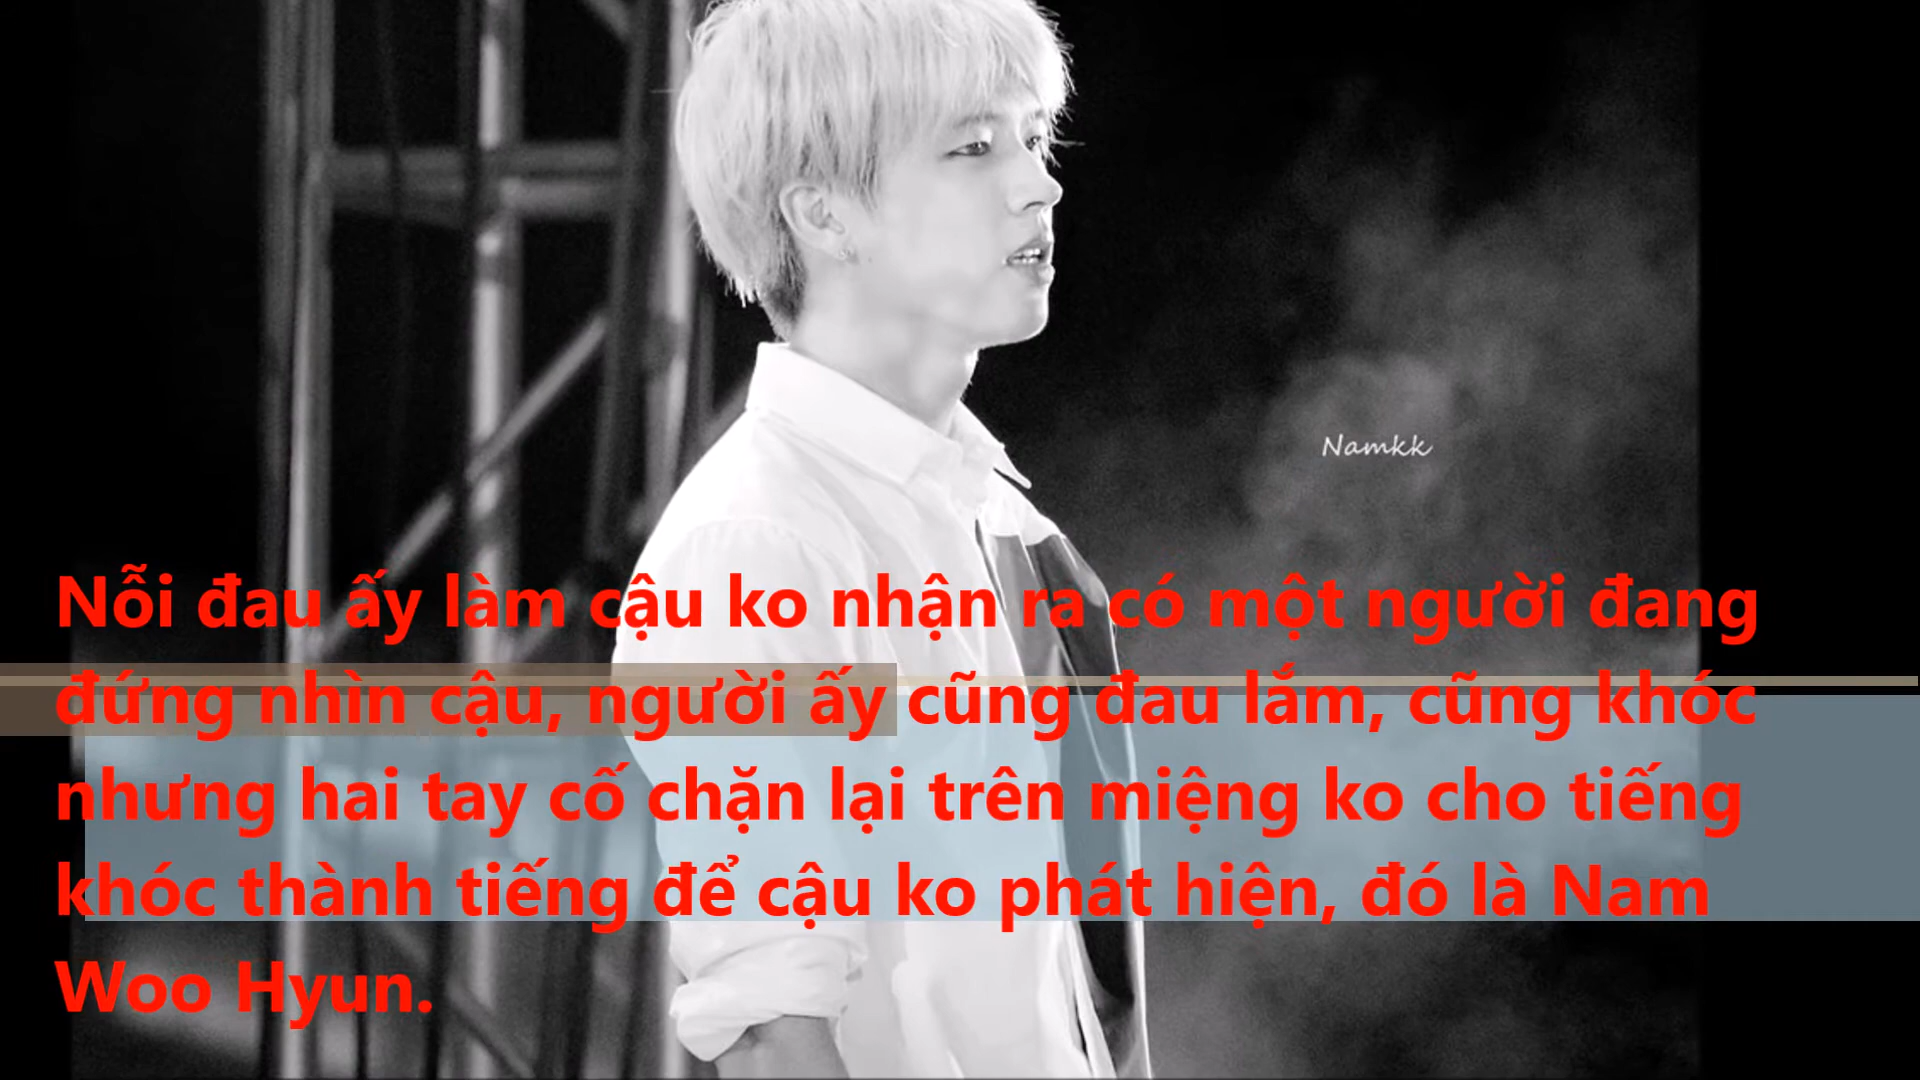 Namkk
Nỗi đau ấy làm cậu ko nhận ra có một người đang
đứng nhìn cậu, người ấy cũng đau lắm, cũng khóc
nhưng hai tay cố chặn lại trên miệng ko cho tiếng
khóc thành tiếng để cậu ko phát hiện, đó là Nam
Woo Hyun.